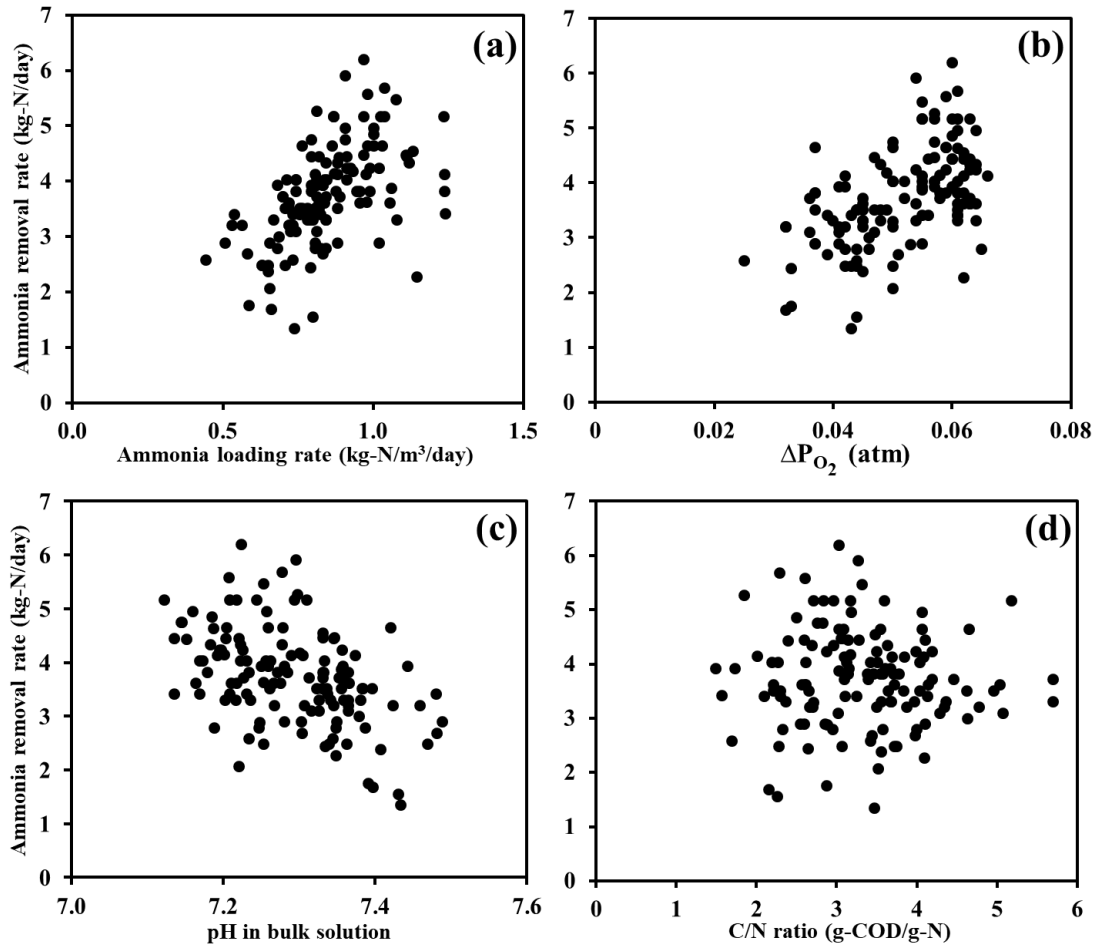 (a)
Ammonia removal rate (kg-N/day)
7
6
5
4
3
2
1
0
0.0 0.5 1.0 1.5
Ammonia loading rate (kg-N/m³/day)
(b)
7
6
5
4
3
2
1
0
0 0.02 0.04 0.06 0.08
ΔP_O₂ (atm)
(c)
Ammonia removal rate (kg-N/day)
7
6
5
4
3
2
1
0
7.0 7.2 7.4 7.6
pH in bulk solution
(d)
7
6
5
4
3
2
1
0
0 1 2 3 4 5 6
C/N ratio (g-COD/g-N)